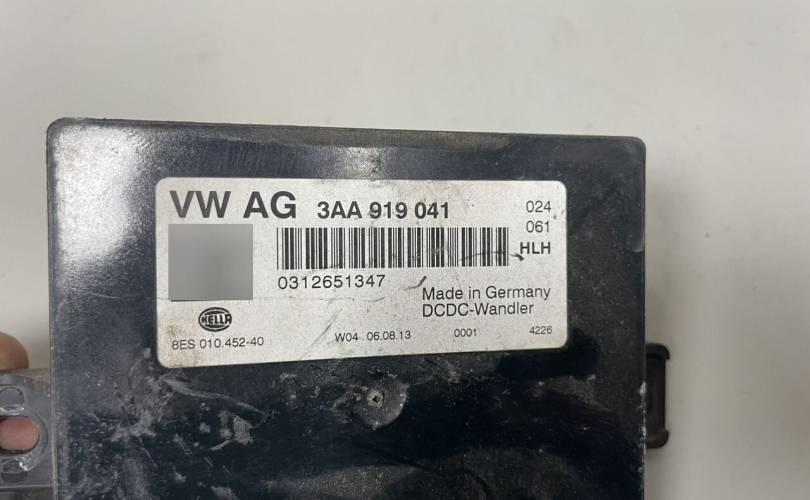 VW AG 3AA 919 041 024
061
HLH
0312651347
Made in Germany
DCDC-Wandler
HELLA
8ES 010.452-40 W04 06.08.13 0001 4226